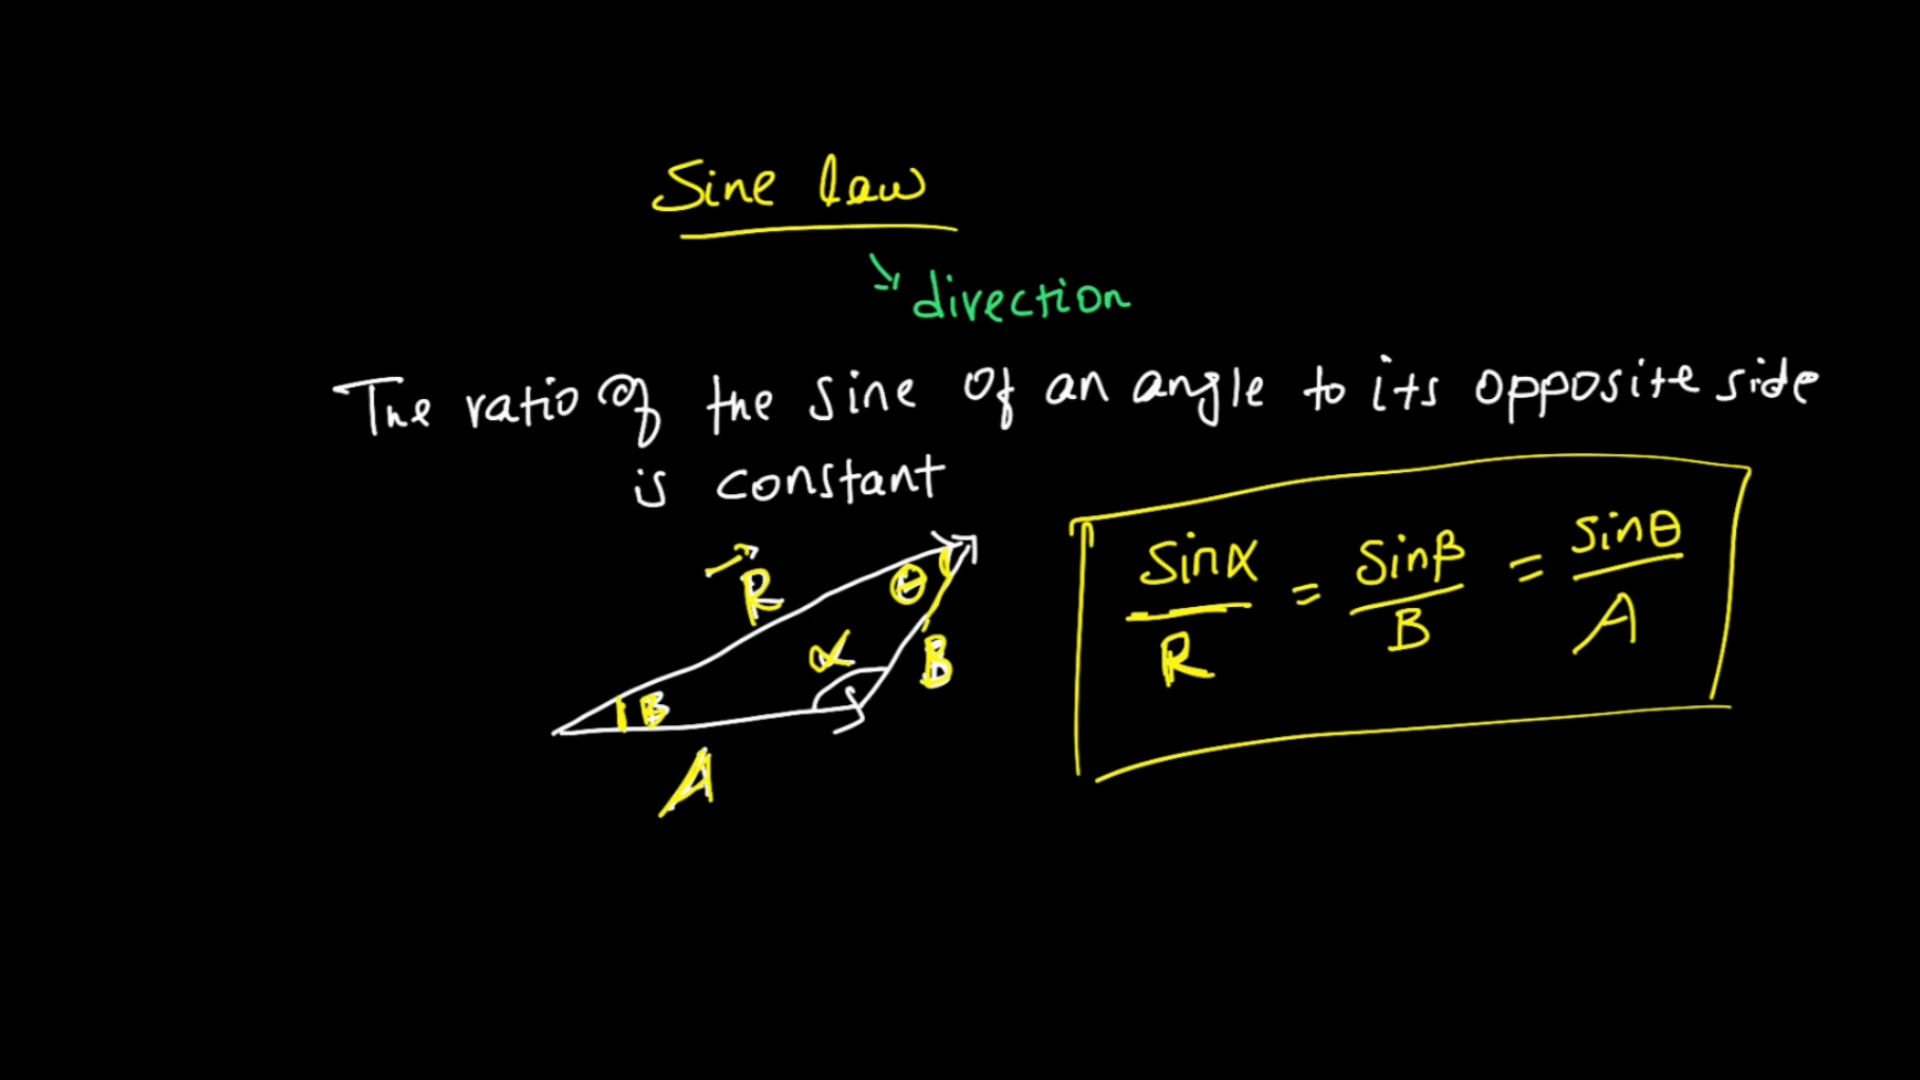 Sine law
direction
The ratio of the sine of an angle to its opposite side
is constant
R
θ
α
B
β
A
sinα/R = sinβ/B = sinθ/A